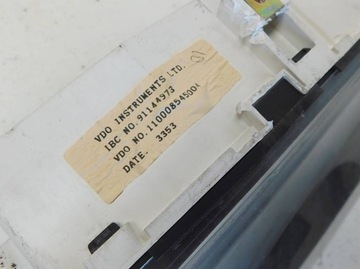 VDO INSTRUMENTS LTD.
IBC NO. 91144973
VDO NO. 110008545004
DATE. 3353